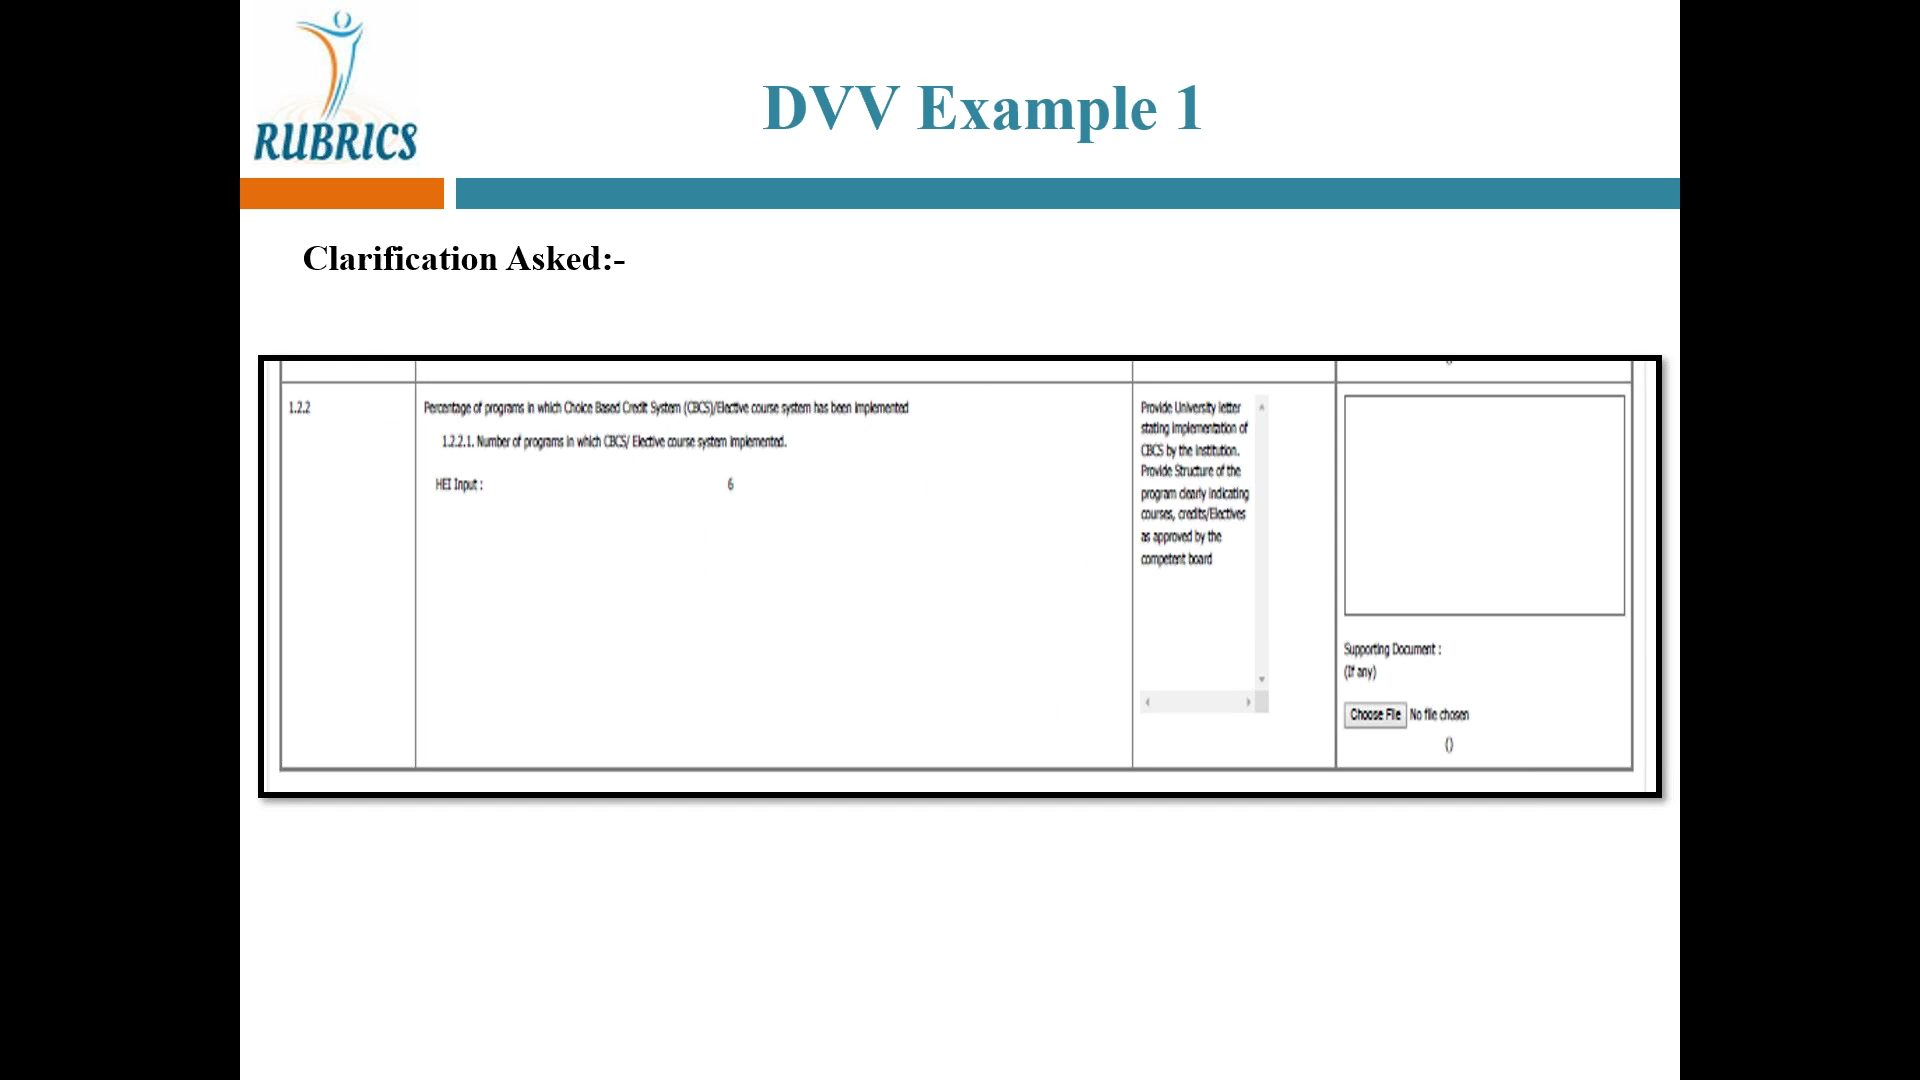 RUBRICS
DVV Example 1
Clarification Asked:-
1.2.2
Percentage of programs in which Choice Based Credit System (CBCS)/Elective course system has been implemented
1.2.2.1. Number of programs in which CBCS/ Elective course system implemented.
HEI Input :
6
Provide University letter
stating implementation of
CBCS by the institution.
Provide Structure of the
program clearly indicating
courses, credits/Electives
as approved by the
competent board
Supporting Document :
(If any)
Choose File No file chosen
()